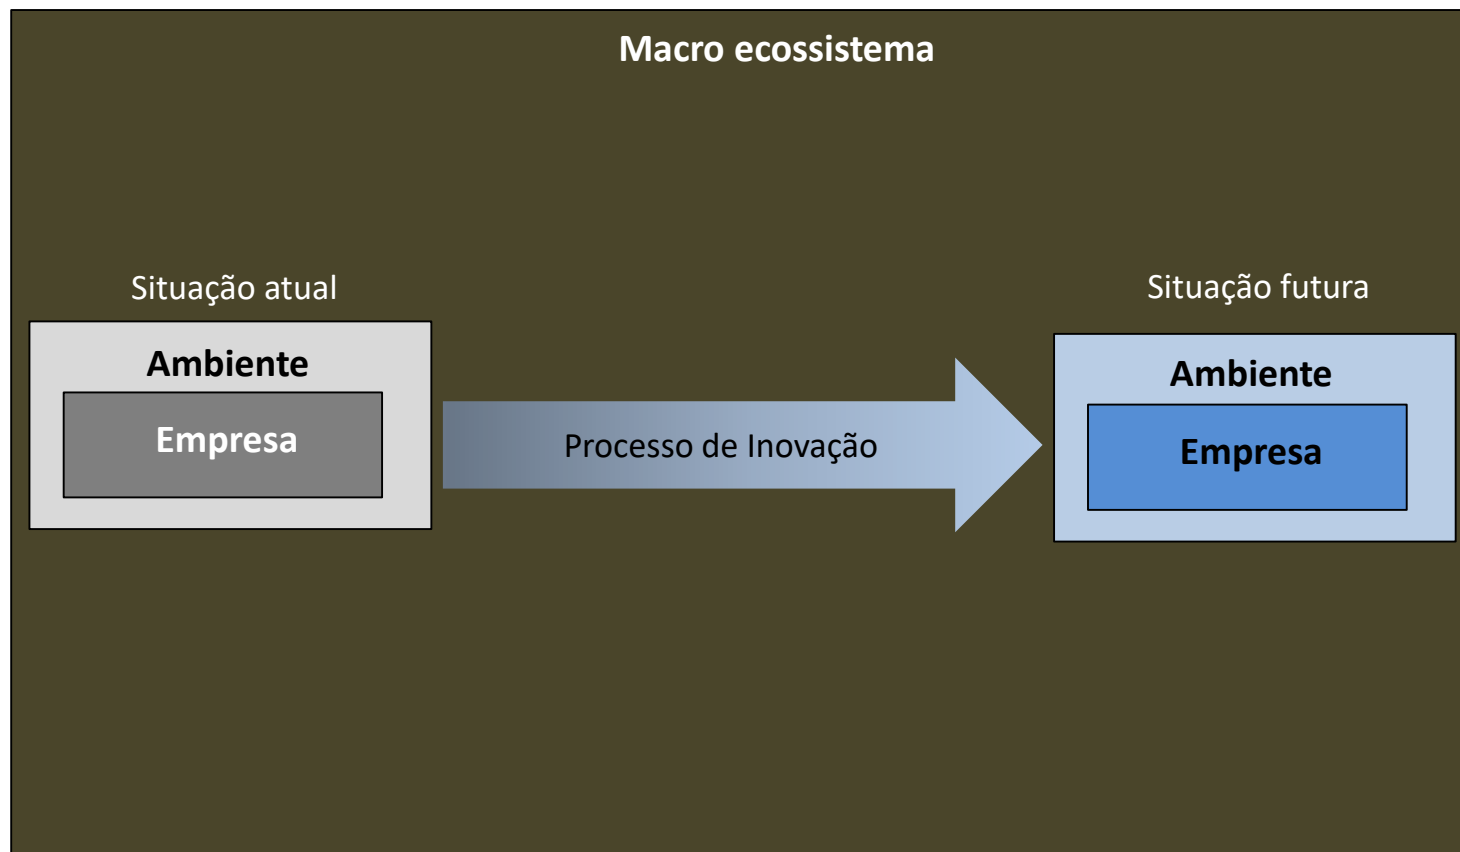 Macro ecossistema
Situação atual
Situação futura
Ambiente
Empresa
Processo de Inovação
Ambiente
Empresa